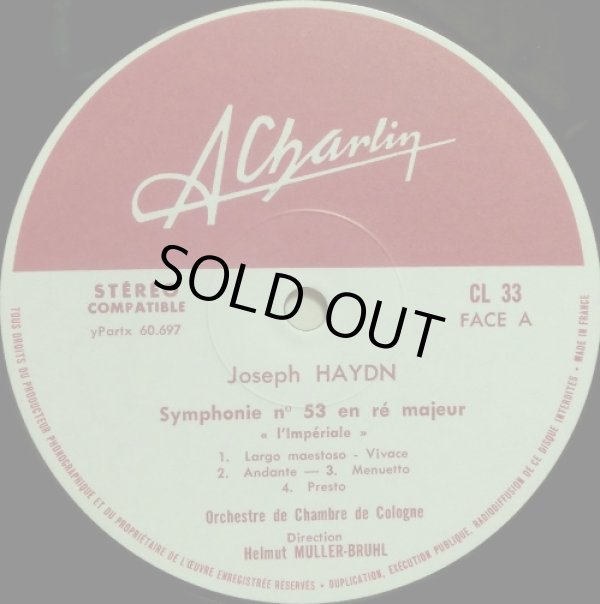 A Charlin
STÉRÉO
COMPATIBLE
yPartx 60.697
CL 33
FACE A
SOLD OUT
Joseph HAYDN
Symphonie nº 53 en ré majeur
« l'Impériale »
1. Largo maestoso - Vivace
2. Andante — 3. Menuetto
4. Presto
Orchestre de Chambre de Cologne
Direction
Helmut MULLER-BRUHL
TOUS DROITS DU PRODUCTEUR PHONOGRAPHIQUE ET DU PROPRIÉTAIRE DE L'ŒUVRE ENREGISTRÉE RÉSERVÉS • DUPLICATION, EXÉCUTION PUBLIQUE, RADIODIFFUSION DE CE DISQUE INTERDITES • MADE IN FRANCE